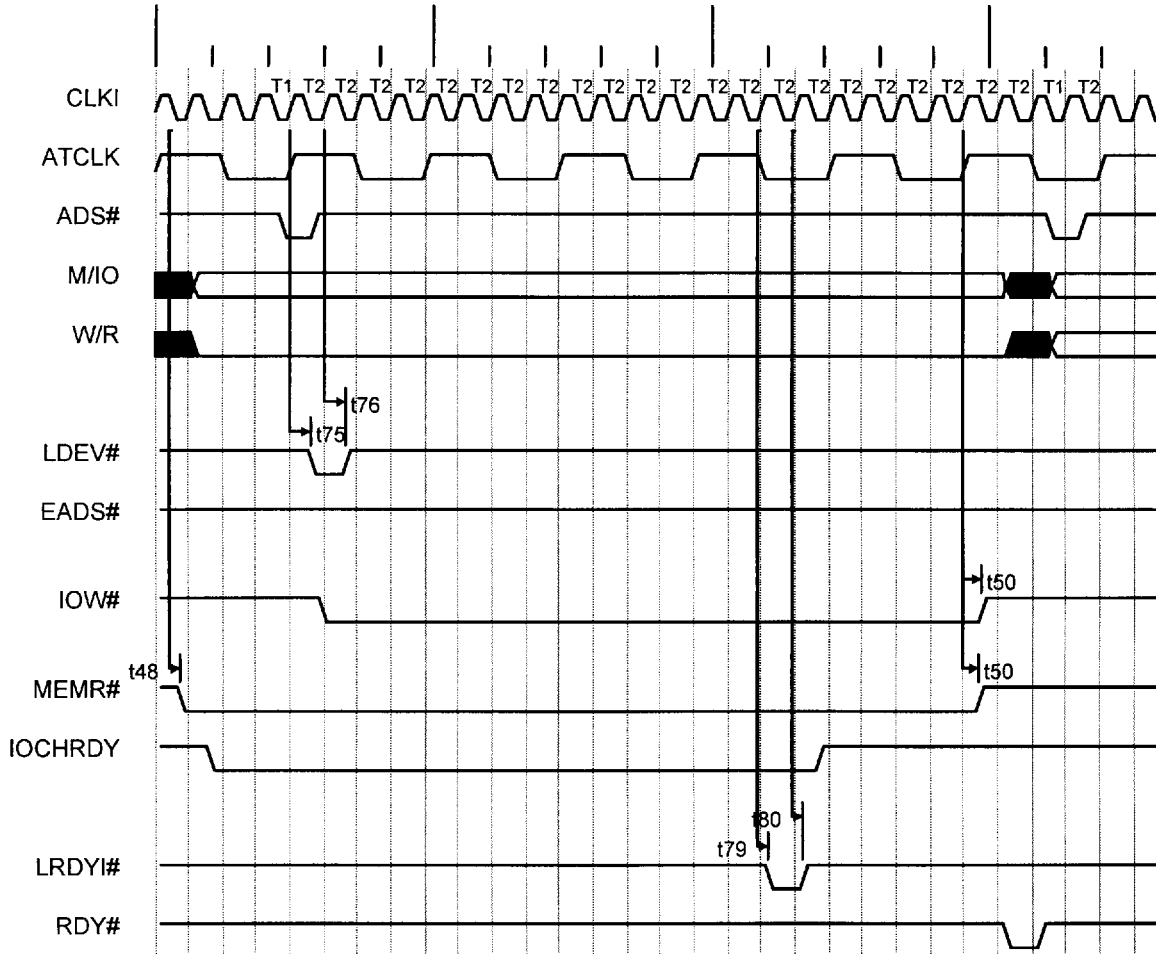 T1 T2 T2 T2 T2 T2 T2 T2 T2 T2 T2 T2 T2 T2 T2 T2 T2 T2 T2 T2 T2 T2 T2 T1 T2
CLKI
ATCLK
ADS#
M/IO
W/R
t76
t75
LDEV#
EADS#
t50
IOW#
t48
t50
MEMR#
IOCHRDY
t80
t79
LRDYI#
RDY#